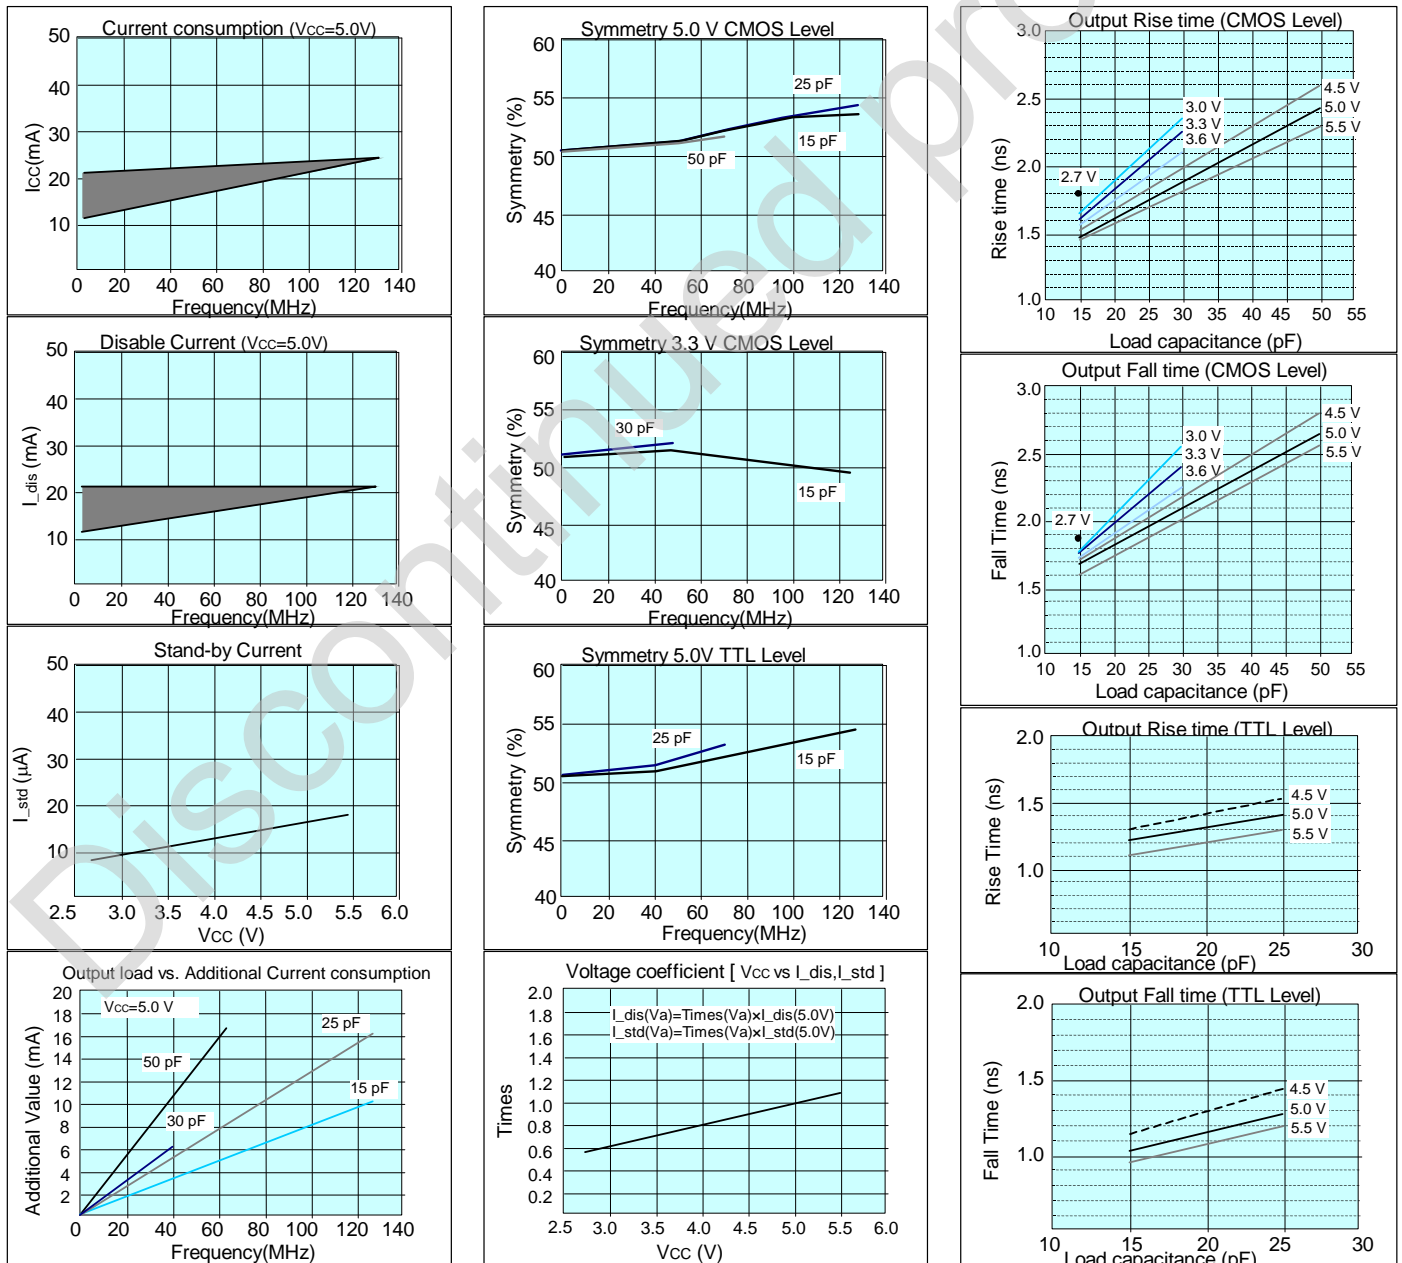 Current consumption (VCC=5.0V)
50
40
30
20
10
ICC(mA)
0 20 40 60 80 100 120 140
Frequency(MHz)
Disable Current (VCC=5.0V)
50
40
30
20
10
I_dis (mA)
0 20 40 60 80 100 120 140
Frequency(MHz)
Stand-by Current
50
40
30
20
10
I_std (µA)
2.5 3.0 3.5 4.0 4.5 5.0 5.5 6.0
VCC (V)
Output load vs. Additional Current consumption
20
18
16
14
12
10
8
6
4
2
Additional Value (mA)
VCC=5.0 V
50 pF
25 pF
30 pF
15 pF
0 20 40 60 80 100 120 140
Frequency(MHz)
Symmetry 5.0 V CMOS Level
60
55
50
45
40
Symmetry (%)
25 pF
15 pF
50 pF
0 20 40 60 80 100 120 140
Frequency(MHz)
Symmetry 3.3 V CMOS Level
60
55
50
45
40
Symmetry (%)
30 pF
15 pF
0 20 40 60 80 100 120 140
Frequency(MHz)
Symmetry 5.0V TTL Level
60
55
50
45
40
Symmetry (%)
25 pF
15 pF
0 20 40 60 80 100 120 140
Frequency(MHz)
Voltage coefficient [ VCC vs I_dis,I_std ]
2.0
1.8
1.6
1.4
1.2
1.0
0.8
0.6
0.4
0.2
Times
I_dis(Va)=Times(Va)×I_dis(5.0V)
I_std(Va)=Times(Va)×I_std(5.0V)
2.5 3.0 3.5 4.0 4.5 5.0 5.5 6.0
VCC (V)
Output Rise time (CMOS Level)
3.0
2.5
2.0
1.5
1.0
Rise time (ns)
4.5 V
5.0 V
5.5 V
3.0 V
3.3 V
3.6 V
2.7 V
10 15 20 25 30 35 40 45 50 55
Load capacitance (pF)
Output Fall time (CMOS Level)
3.0
2.5
2.0
1.5
1.0
Fall Time (ns)
4.5 V
5.0 V
5.5 V
3.0 V
3.3 V
3.6 V
2.7 V
10 15 20 25 30 35 40 45 50 55
Load capacitance (pF)
Output Rise time (TTL Level)
2.0
1.5
1.0
Rise Time (ns)
4.5 V
5.0 V
5.5 V
10 15 20 25 30
Load capacitance (pF)
Output Fall time (TTL Level)
2.0
1.5
1.0
Fall Time (ns)
4.5 V
5.0 V
5.5 V
10 15 20 25 30
Load capacitance (pF)
Discontinued pro